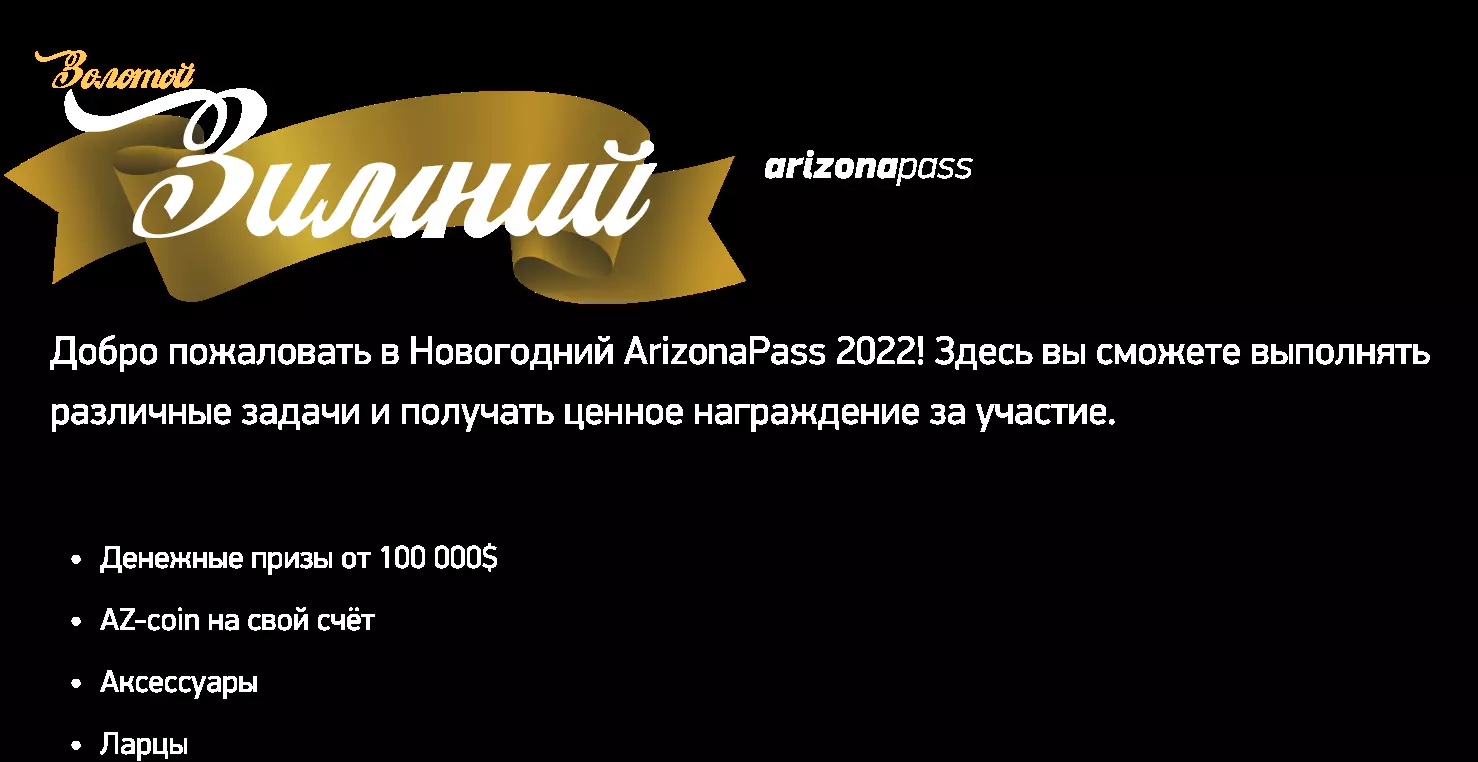 Золотой
Зимний
arizonapass
Добро пожаловать в Новогодний ArizonaPass 2022! Здесь вы сможете выполнять
различные задачи и получать ценное награждение за участие.
• Денежные призы от 100 000$
• AZ-coin на свой счёт
• Аксессуары
• Ларцы